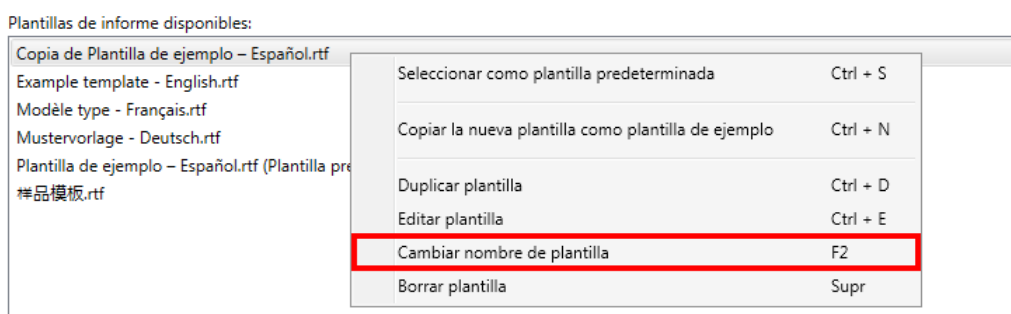 Plantillas de informe disponibles:
Copia de Plantilla de ejemplo – Español.rtf
Example template - English.rtf
Modèle type - Français.rtf
Mustervorlage - Deutsch.rtf
Plantilla de ejemplo – Español.rtf (Plantilla pre
样品模板.rtf
Seleccionar como plantilla predeterminada Ctrl + S
Copiar la nueva plantilla como plantilla de ejemplo Ctrl + N
Duplicar plantilla Ctrl + D
Editar plantilla Ctrl + E
Cambiar nombre de plantilla F2
Borrar plantilla Supr